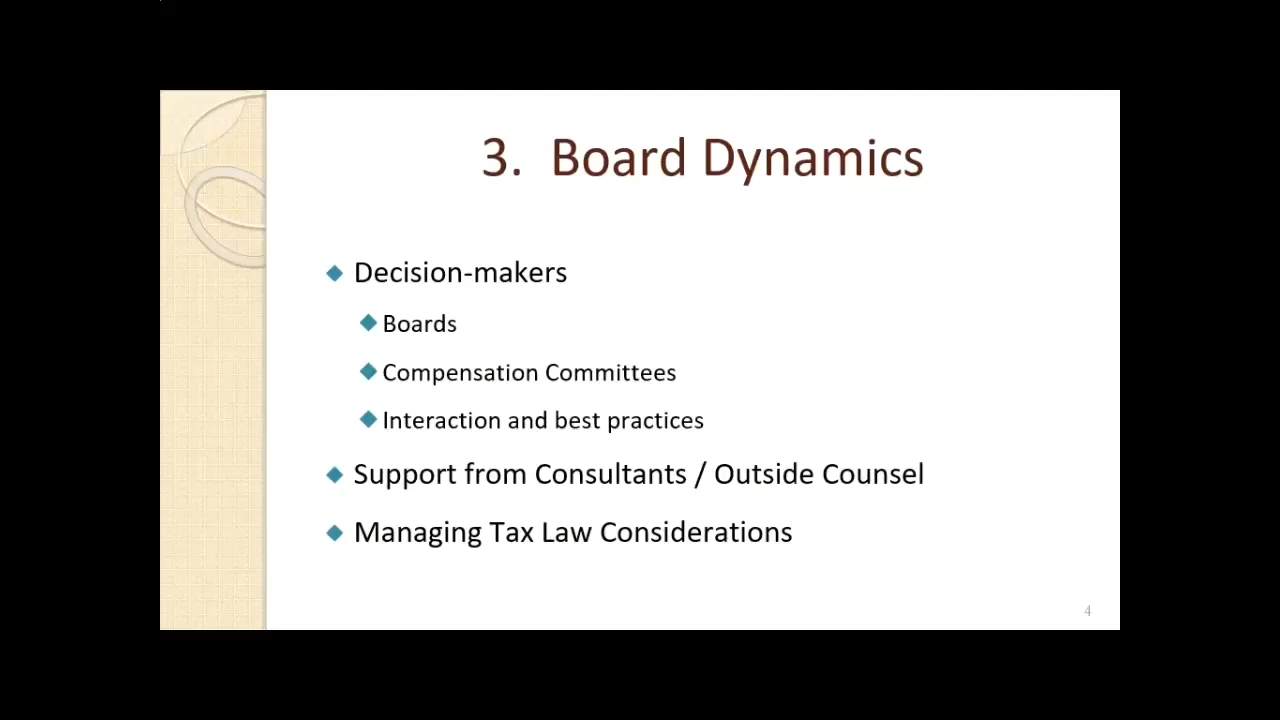 3. Board Dynamics
Decision-makers
Boards
Compensation Committees
Interaction and best practices
Support from Consultants / Outside Counsel
Managing Tax Law Considerations
4